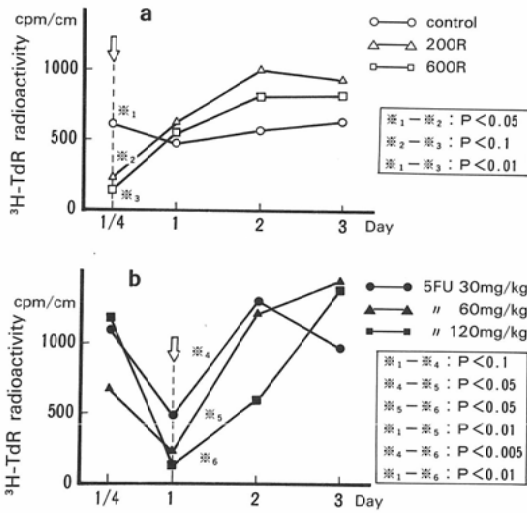 cpm/cm
a
control
200R
600R
1000
500
0
³H-TdR radioactivity
※₁
※₂
※₃
1/4 1 2 3 Day
※₁−※₂ : P<0.05
※₂−※₃ : P<0.1
※₁−※₃ : P<0.01
b
cpm/cm
5FU 30mg/kg
〃 60mg/kg
〃 120mg/kg
1000
500
0
³H-TdR radioactivity
※₄
※₅
※₆
1/4 1 2 3 Day
※₁−※₄ : P<0.1
※₄−※₅ : P<0.05
※₅−※₆ : P<0.05
※₁−※₅ : P<0.01
※₄−※₆ : P<0.005
※₁−※₆ : P<0.01